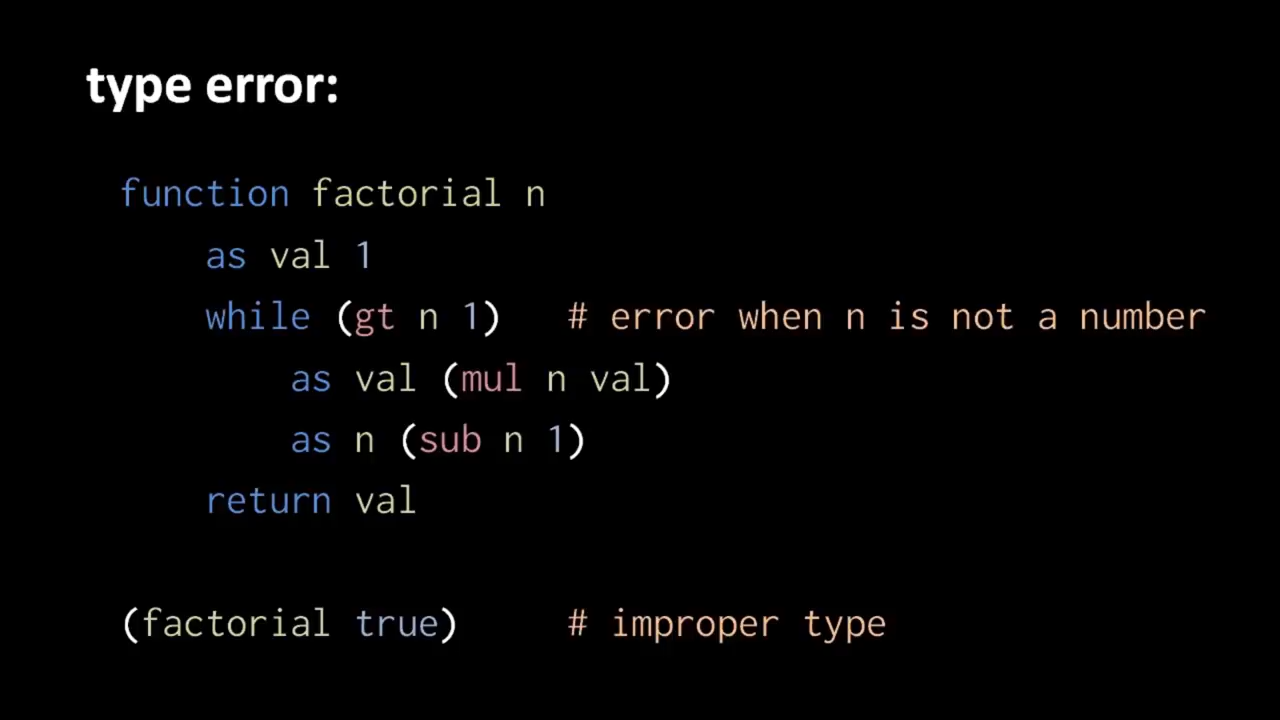 type error:
function factorial n
as val 1
while (gt n 1) # error when n is not a number
as val (mul n val)
as n (sub n 1)
return val
(factorial true) # improper type